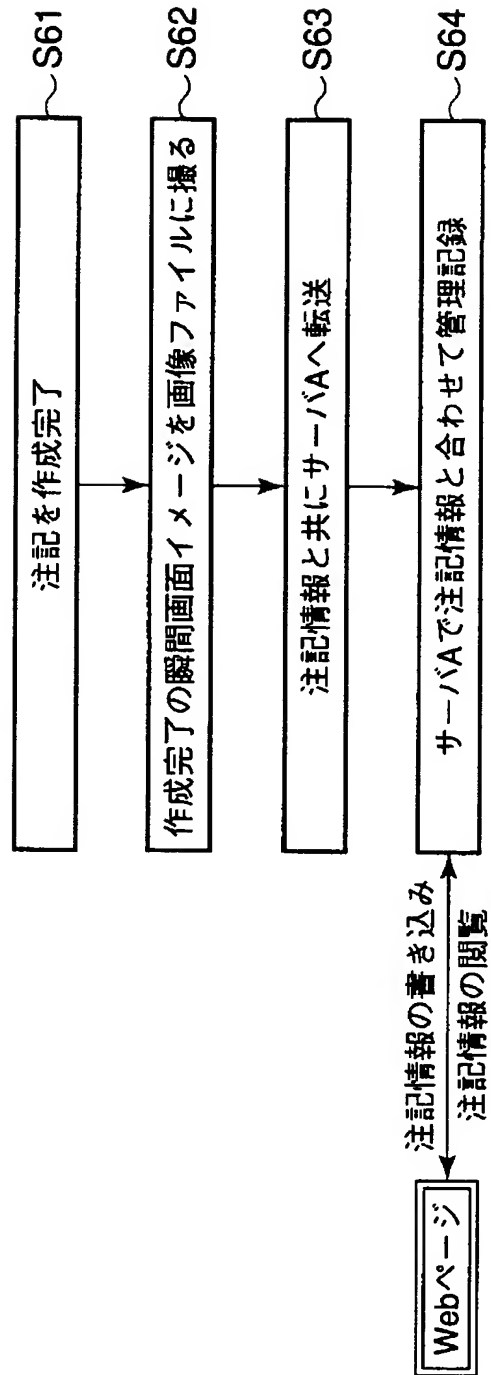 注記を作成完了
S61
作成完了の瞬間画面イメージを画像ファイルに撮る
S62
注記情報と共にサーバAへ転送
S63
サーバAで注記情報と合わせて管理記録
S64
注記情報の書き込み
注記情報の閲覧
Webページ